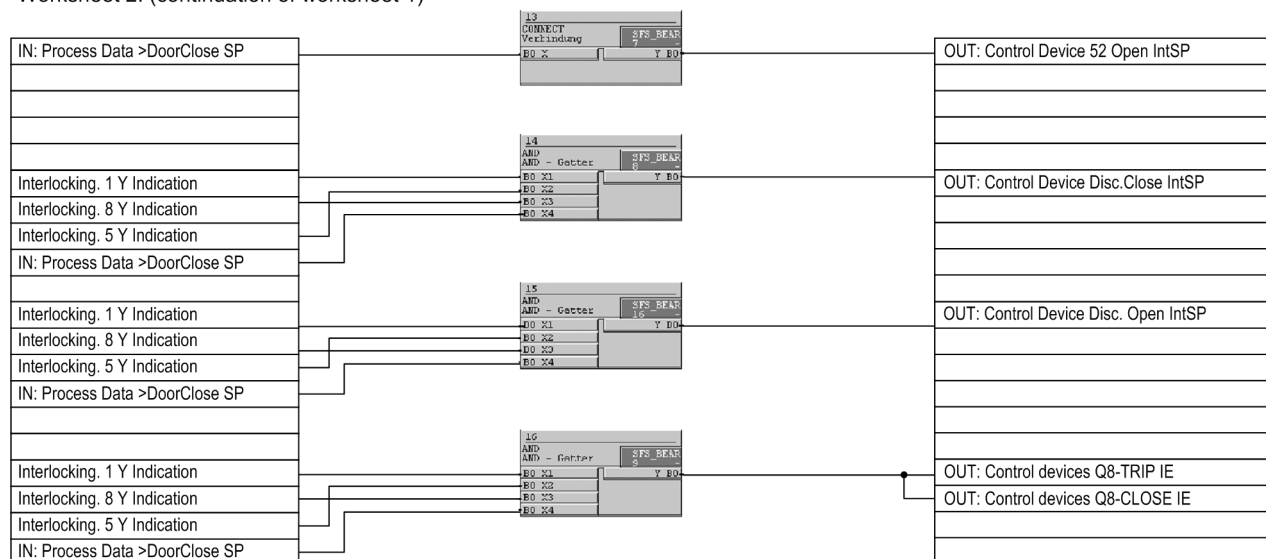 Worksheet 2: (continuation of worksheet 1)
13
CONNECT
Verbindung
SFS_BEAR
7 -
IN: Process Data >DoorClose SP
B0 X
Y B0
OUT: Control Device 52 Open IntSP
14
AND
AND - Gatter
SFS_BEAR
8 -
Interlocking. 1 Y Indication
Interlocking. 8 Y Indication
Interlocking. 5 Y Indication
IN: Process Data >DoorClose SP
B0 X1
B0 X2
B0 X3
B0 X4
Y B0
OUT: Control Device Disc.Close IntSP
15
AND
AND - Gatter
SFS_BEAR
16 -
Interlocking. 1 Y Indication
Interlocking. 8 Y Indication
Interlocking. 5 Y Indication
IN: Process Data >DoorClose SP
B0 X1
B0 X2
B0 X3
B0 X4
Y B0
OUT: Control Device Disc. Open IntSP
16
AND
AND - Gatter
SFS_BEAR
9 -
Interlocking. 1 Y Indication
Interlocking. 8 Y Indication
Interlocking. 5 Y Indication
IN: Process Data >DoorClose SP
B0 X1
B0 X2
B0 X3
B0 X4
Y B0
OUT: Control devices Q8-TRIP IE
OUT: Control devices Q8-CLOSE IE